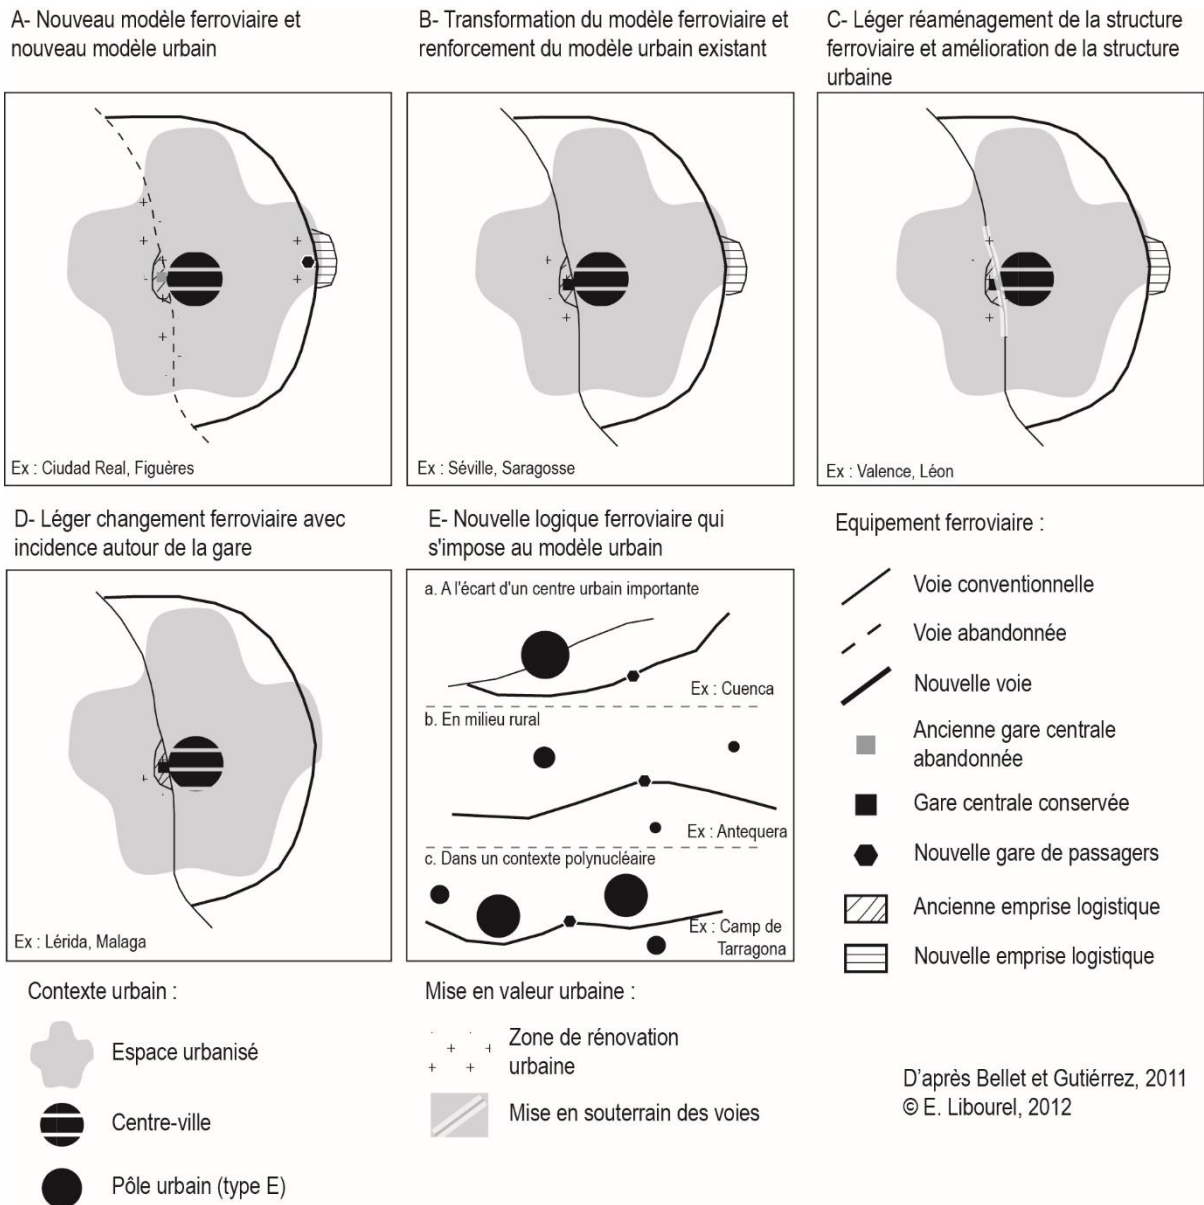 A- Nouveau modèle ferroviaire et
nouveau modèle urbain
Ex : Ciudad Real, Figuères
B- Transformation du modèle ferroviaire et
renforcement du modèle urbain existant
Ex : Séville, Saragosse
C- Léger réaménagement de la structure
ferroviaire et amélioration de la structure
urbaine
Ex : Valence, Léon
D- Léger changement ferroviaire avec
incidence autour de la gare
Ex : Lérida, Malaga
E- Nouvelle logique ferroviaire qui
s'impose au modèle urbain
a. A l'écart d'un centre urbain importante
Ex : Cuenca
b. En milieu rural
Ex : Antequera
c. Dans un contexte polynucléaire
Ex : Camp de
Tarragona
Equipement ferroviaire :
Voie conventionnelle
Voie abandonnée
Nouvelle voie
Ancienne gare centrale
abandonnée
Gare centrale conservée
Nouvelle gare de passagers
Ancienne emprise logistique
Nouvelle emprise logistique
Contexte urbain :
Espace urbanisé
Centre-ville
Pôle urbain (type E)
Mise en valeur urbaine :
Zone de rénovation
urbaine
Mise en souterrain des voies
D'après Bellet et Gutiérrez, 2011
© E. Libourel, 2012